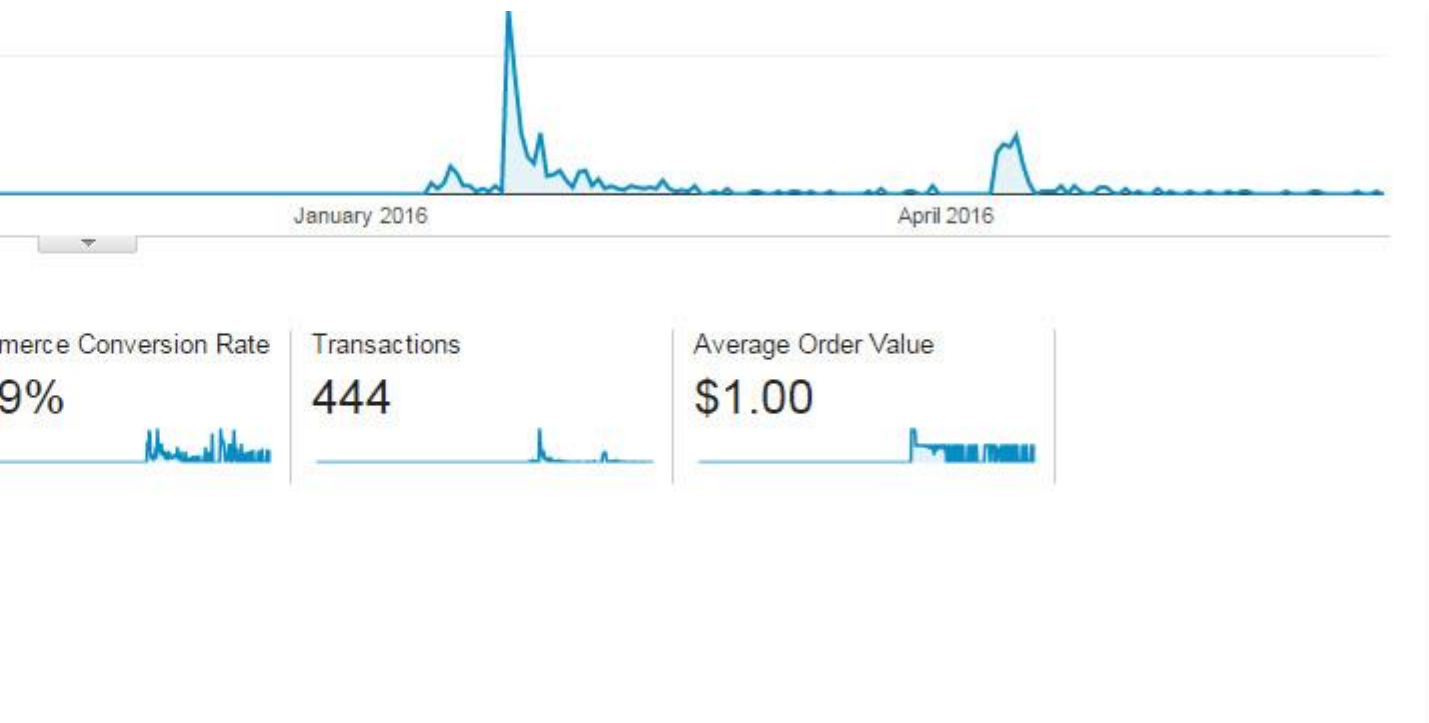 January 2016 April 2016
merce Conversion Rate Transactions Average Order Value
9% 444 $1.00